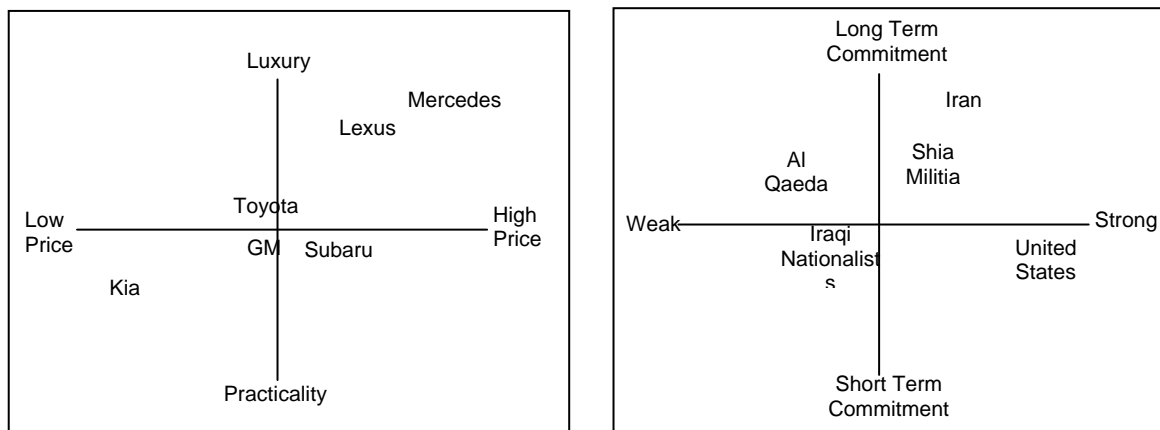 Luxury
Mercedes
Lexus
Toyota
Low
Price
High
Price
GM
Subaru
Kia
Practicality
Long Term
Commitment
Iran
Al
Qaeda
Shia
Militia
Weak
Strong
Iraqi
Nationalist
s
United
States
Short Term
Commitment